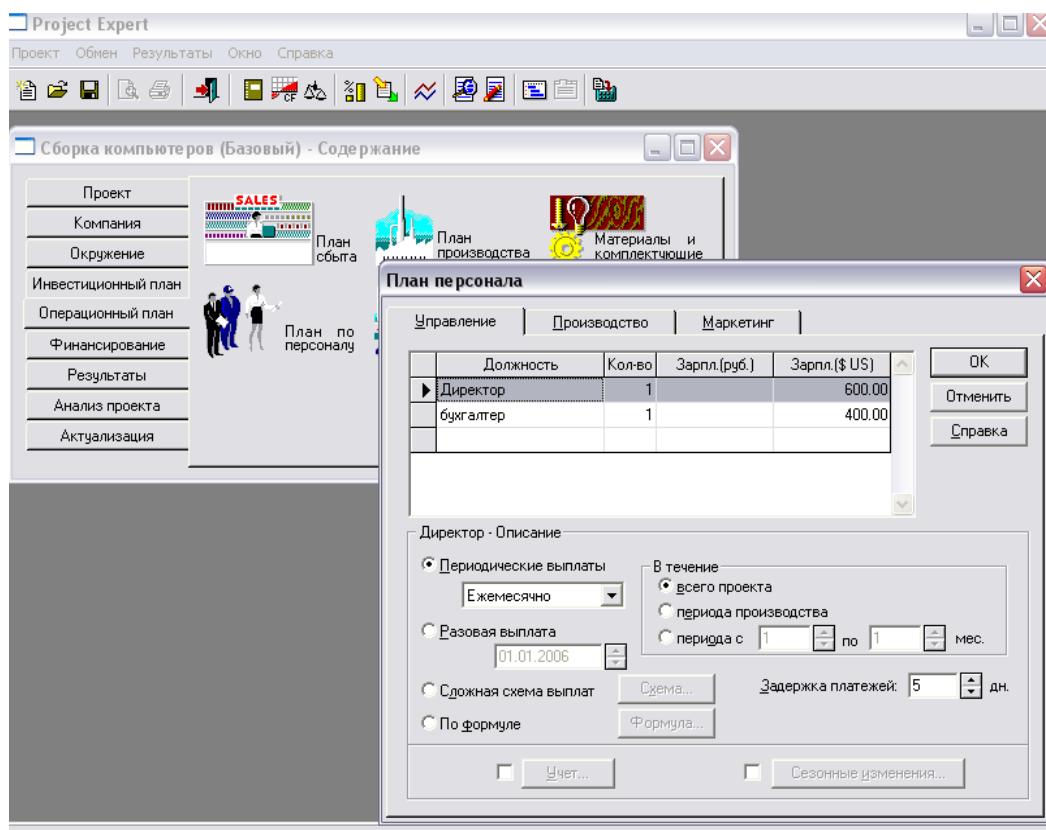 Project Expert
Проект Обмен Результаты Окно Справка
CF
Сборка компьютеров (Базовый) - Содержание
Проект
Компания
Окружение
Инвестиционный план
Операционный план
Финансирование
Результаты
Анализ проекта
Актуализация
SALES
План сбыта
План производства
Материалы и комплектующие
План по персоналу
План персонала
Управление Производство Маркетинг
Должность Кол-во Зарпл.(руб.) Зарпл.($ US)
Директор 1 600.00
бухгалтер 1 400.00
OK
Отменить
Справка
Директор - Описание
Периодические выплаты
Ежемесячно
Разовая выплата
01.01.2006
Сложная схема выплат Схема...
По формуле Формула...
В течение
всего проекта
периода производства
периода с 1 по 1 мес.
Задержка платежей: 5 дн.
Учет... Сезонные изменения...